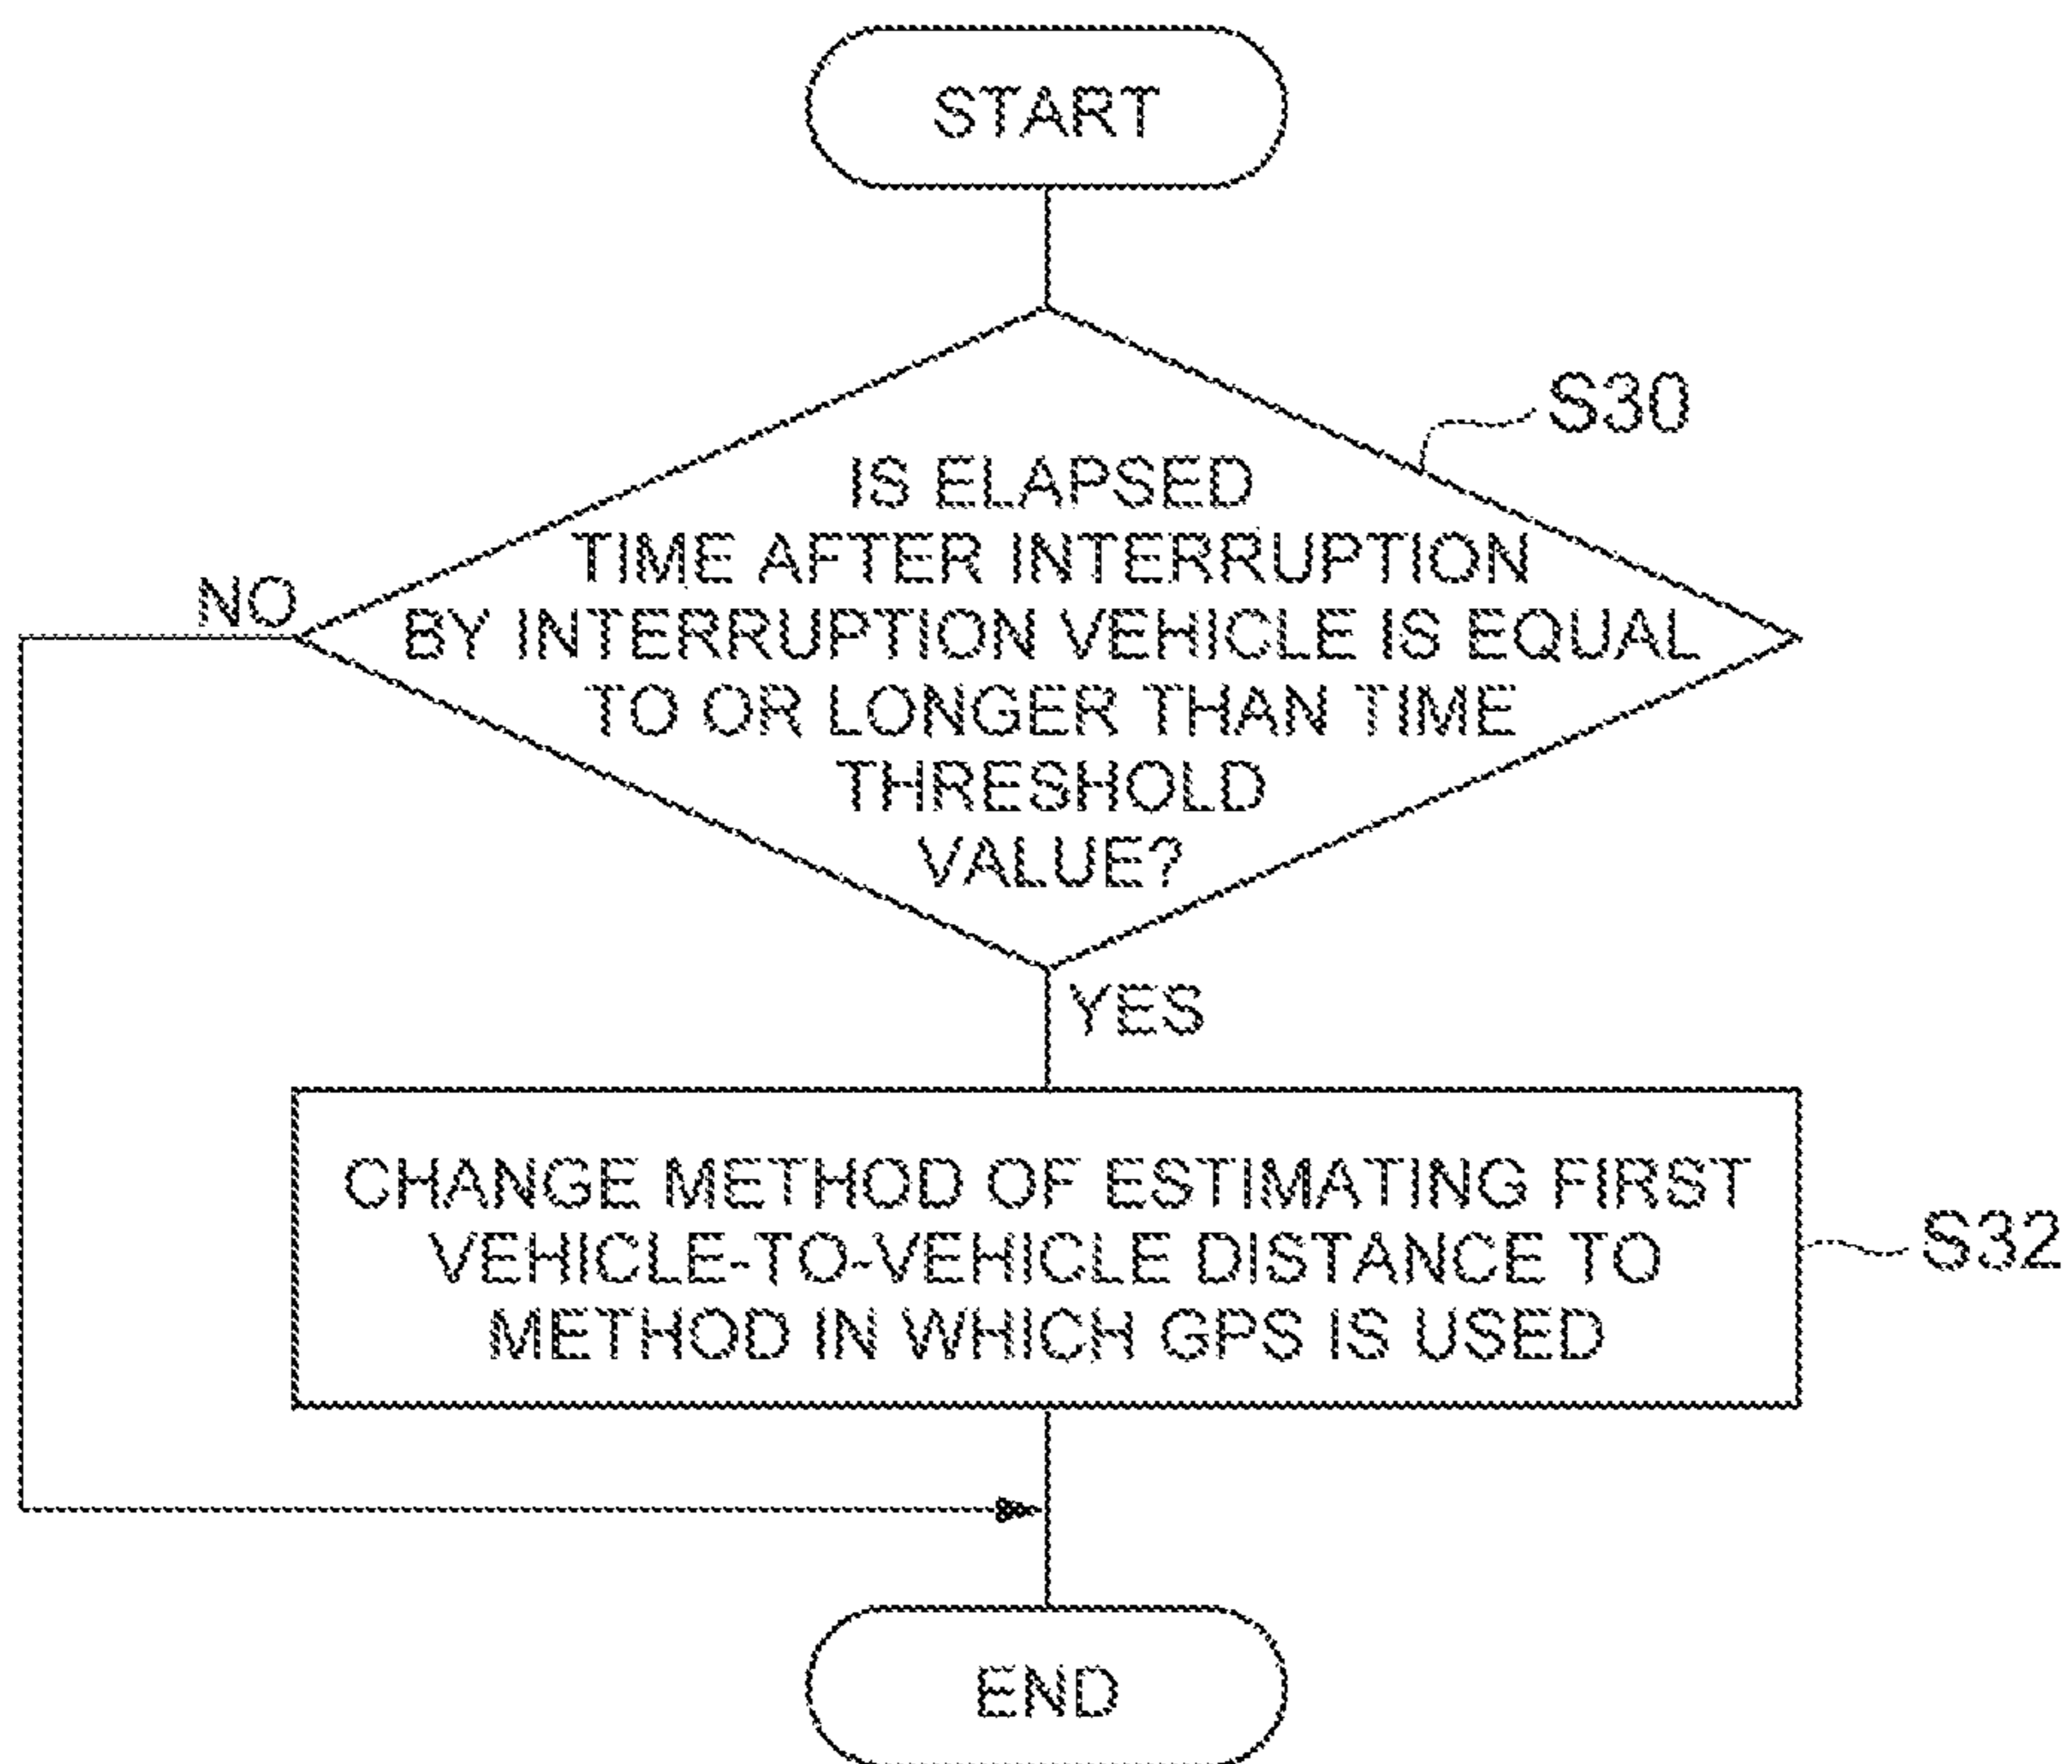 START
S30
IS ELAPSED
TIME AFTER INTERRUPTION
BY INTERRUPTION VEHICLE IS EQUAL
TO OR LONGER THAN TIME
THRESHOLD
VALUE?
NO
YES
CHANGE METHOD OF ESTIMATING FIRST
VEHICLE-TO-VEHICLE DISTANCE TO
METHOD IN WHICH GPS IS USED
S32
END